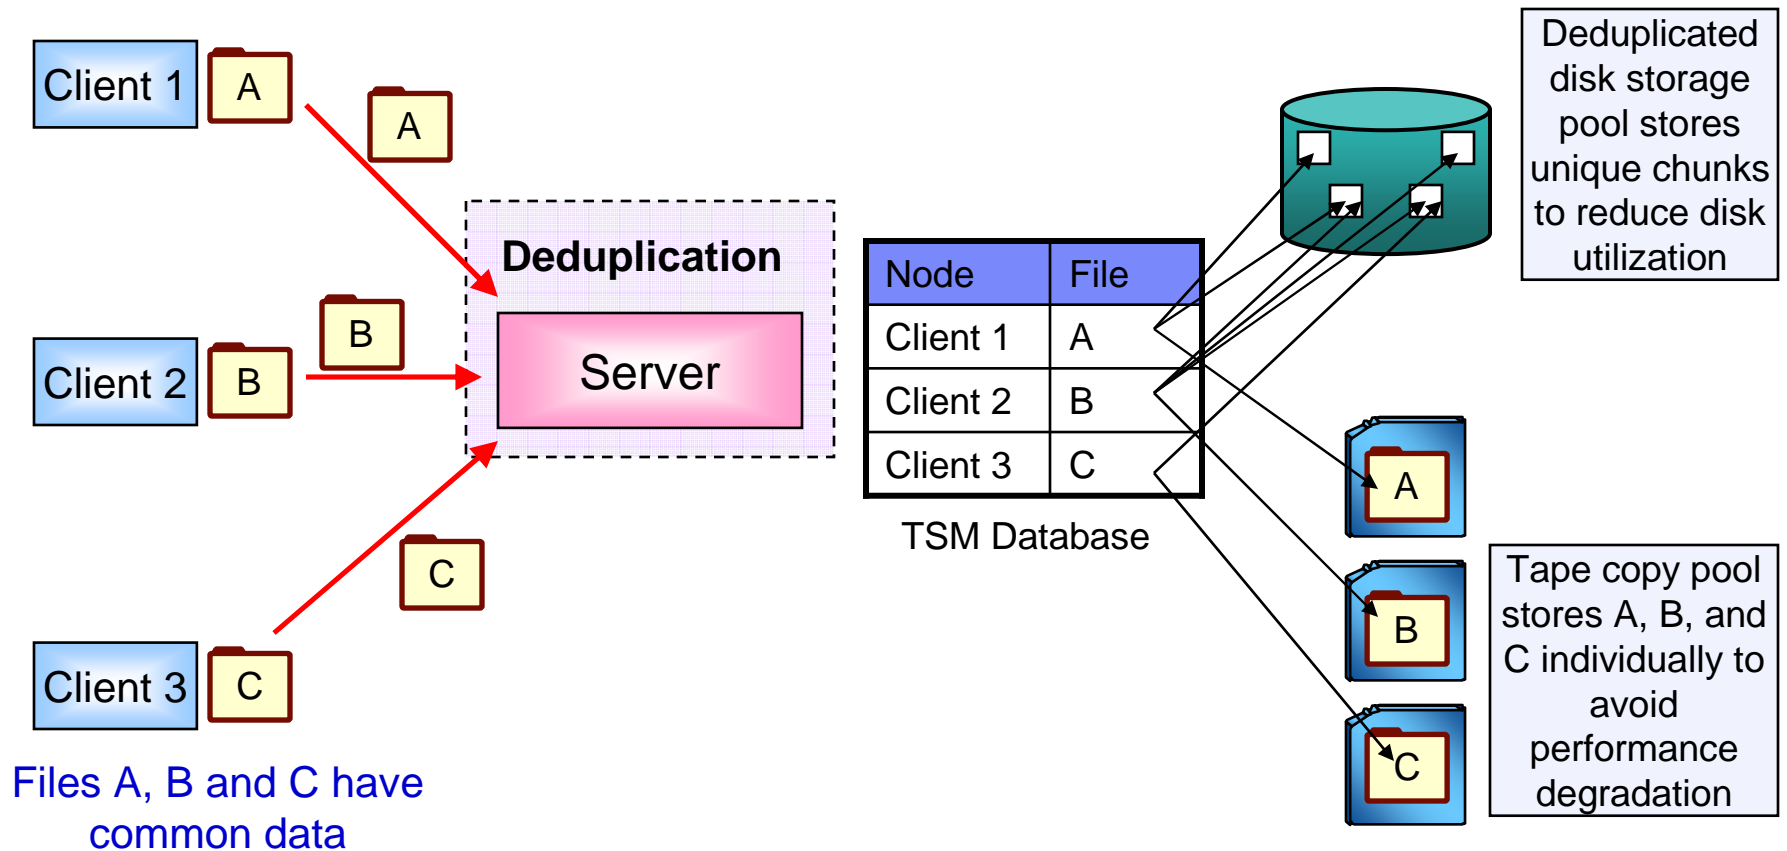 Client 1
A
A
Client 2
B
B
Client 3
C
C
Files A, B and C have
common data
Deduplication
Server
Node File
Client 1 A
Client 2 B
Client 3 C
TSM Database
Deduplicated
disk storage
pool stores
unique chunks
to reduce disk
utilization
A
B
C
Tape copy pool
stores A, B, and
C individually to
avoid
performance
degradation